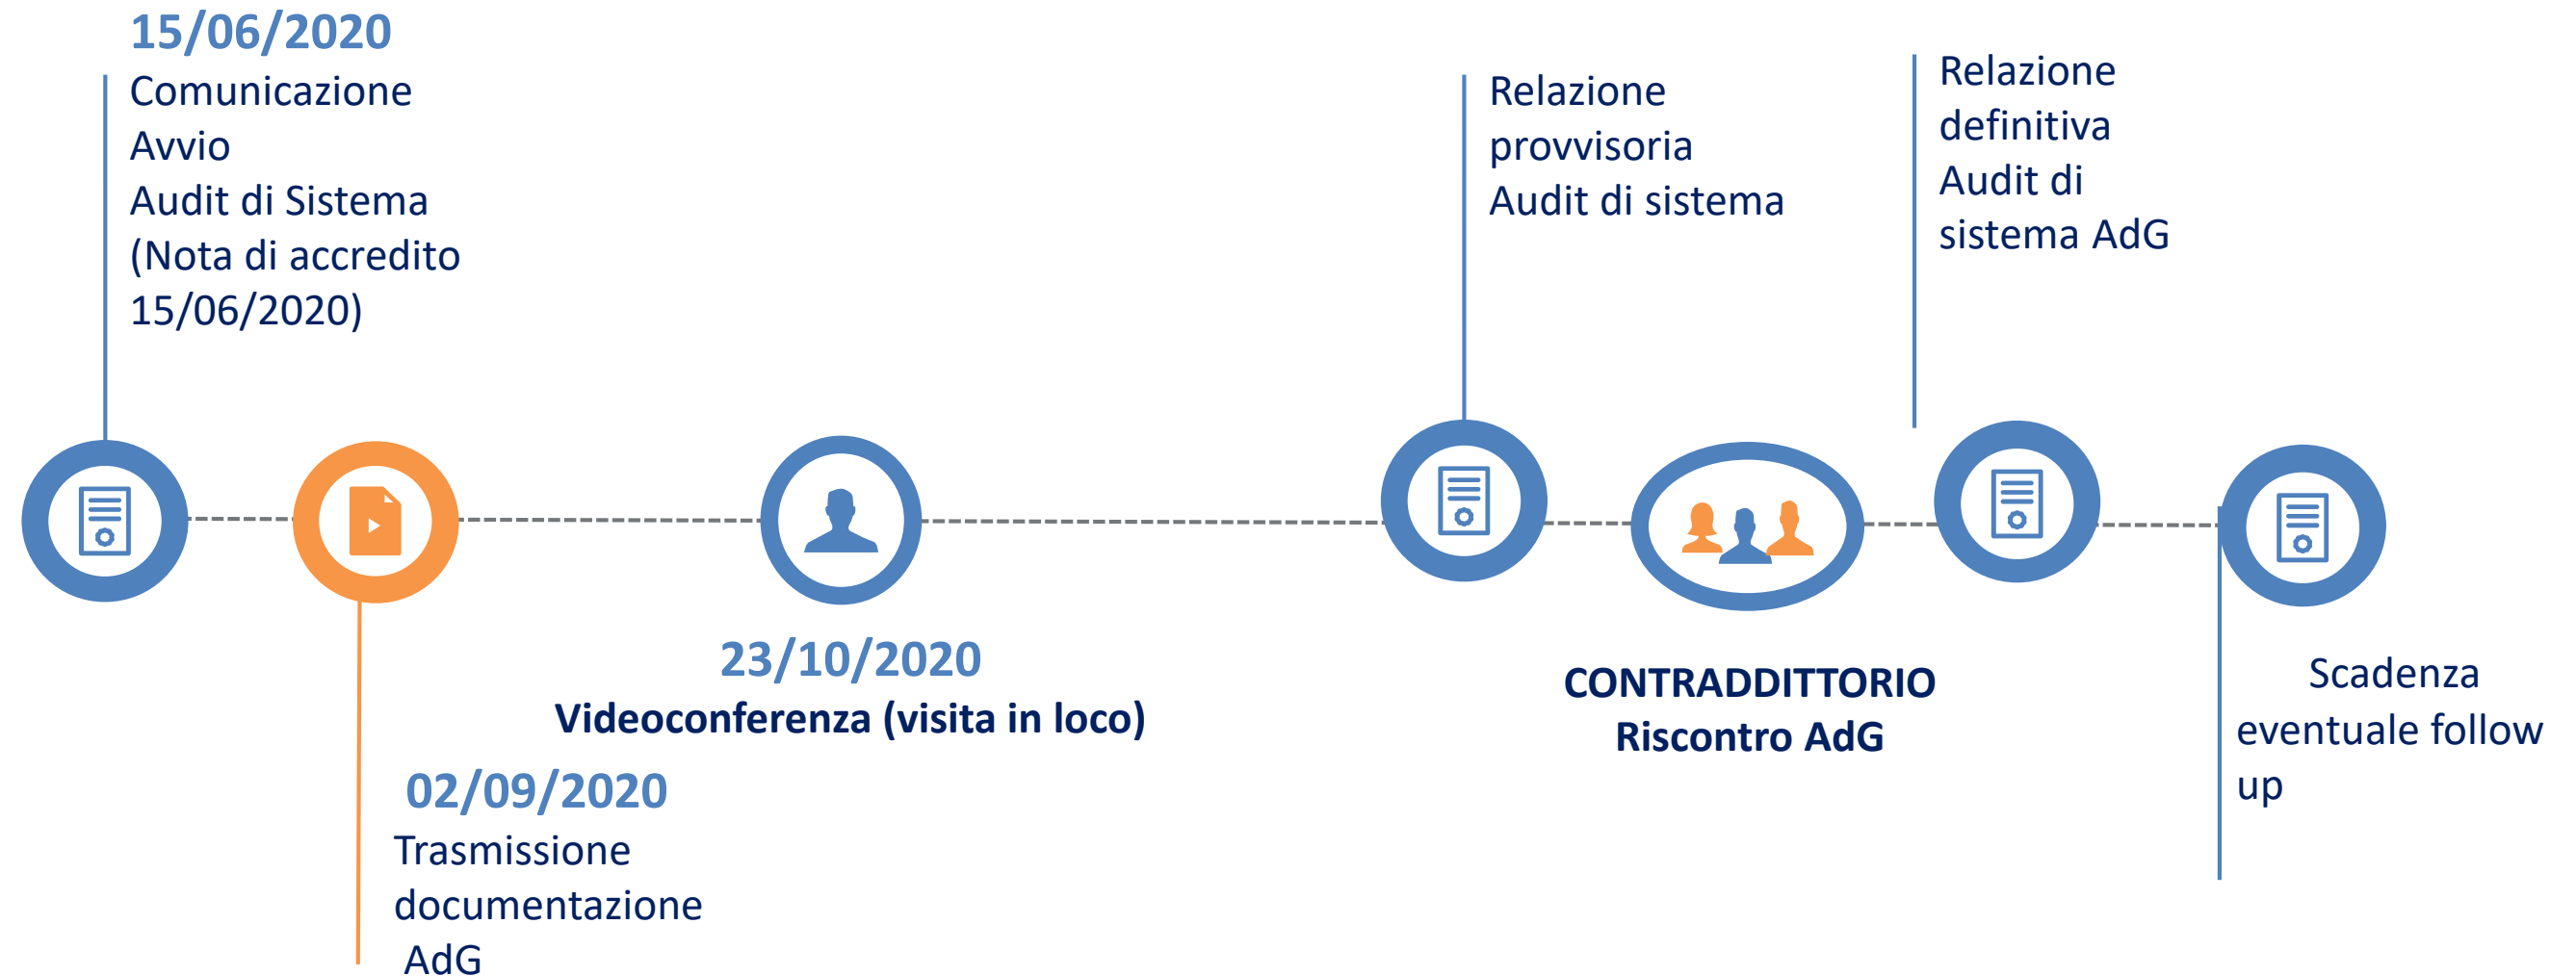 15/06/2020
Comunicazione
Avvio
Audit di Sistema
(Nota di accredito
15/06/2020)
Relazione
provvisoria
Audit di sistema
Relazione
definitiva
Audit di
sistema AdG
23/10/2020
Videoconferenza (visita in loco)
02/09/2020
Trasmissione
documentazione
AdG
CONTRADDITTORIO
Riscontro AdG
Scadenza
eventuale follow
up